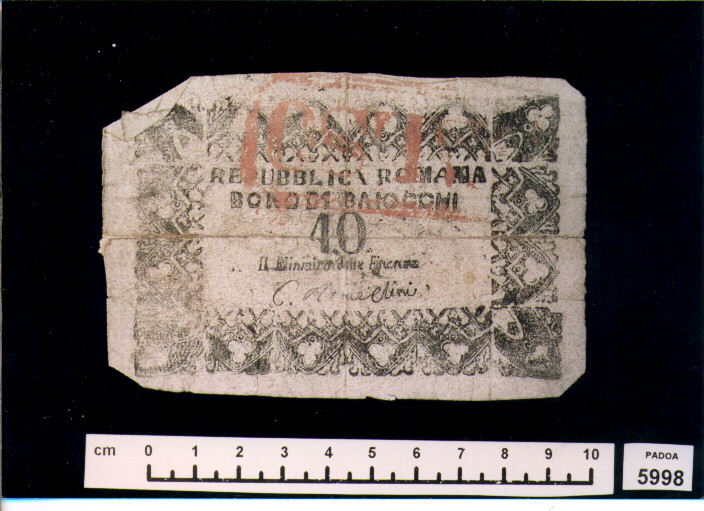 REPUBBLICA ROMANA
BONO DI BAIOCCHI
10
Il Ministro delle Finanze
cm 0 1 2 3 4 5 6 7 8 9 10
PADOA
5998